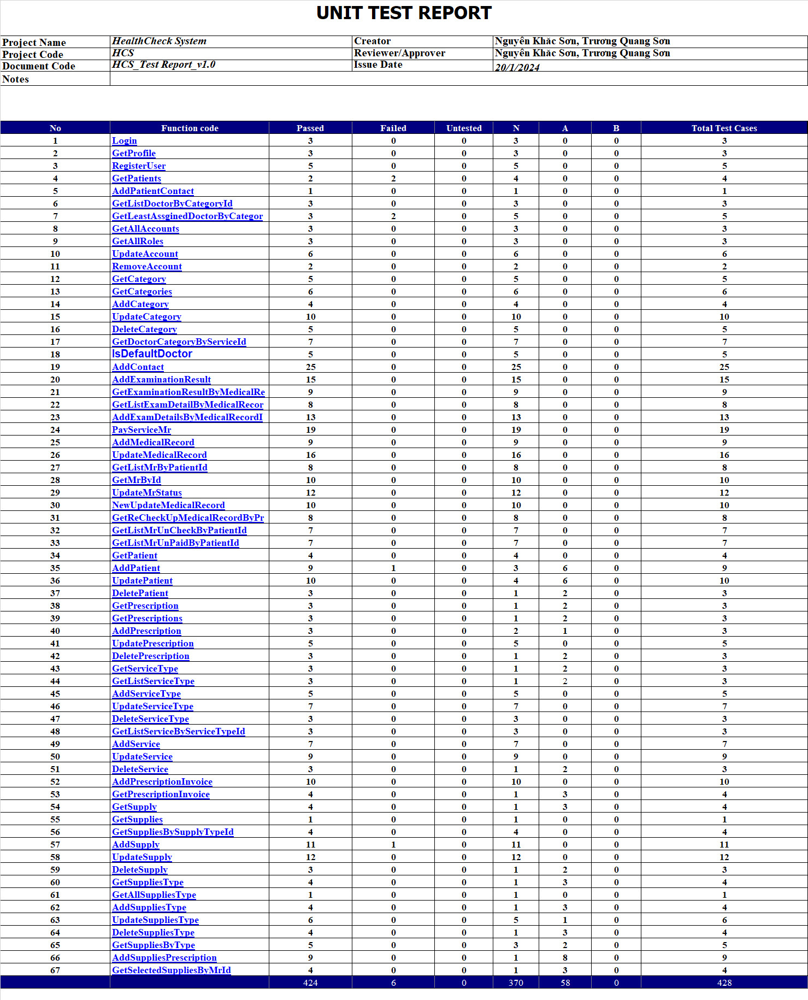 UNIT TEST REPORT
Project Name HealthCheck System Creator Nguyên Khăc Sơn, Trương Quang Sơn
Project Code HCS Reviewer/Approver Nguyên Khăc Sơn, Trương Quang Sơn
Document Code HCS_Test Report_v1.0 Issue Date 20/1/2024
Notes
No Function code Passed Failed Untested N A B Total Test Cases
1 Login 3 0 0 3 0 0 3
2 GetProfile 3 0 0 3 0 0 3
3 RegisterUser 5 0 0 5 0 0 5
4 GetPatients 2 2 0 4 0 0 4
5 AddPatientContact 1 0 0 1 0 0 1
6 GetListDoctorByCategoryId 3 0 0 3 0 0 3
7 GetLeastAssginedDoctorByCategor 3 2 0 5 0 0 5
8 GetAllAccounts 3 0 0 3 0 0 3
9 GetAllRoles 3 0 0 3 0 0 3
10 UpdateAccount 6 0 0 6 0 0 6
11 RemoveAccount 2 0 0 2 0 0 2
12 GetCategory 5 0 0 5 0 0 5
13 GetCategories 6 0 0 6 0 0 6
14 AddCategory 4 0 0 4 0 0 4
15 UpdateCategory 10 0 0 10 0 0 10
16 DeleteCategory 5 0 0 5 0 0 5
17 GetDoctorCategoryByServiceId 7 0 0 7 0 0 7
18 IsDefaultDoctor 5 0 0 5 0 0 5
19 AddContact 25 0 0 25 0 0 25
20 AddExaminationResult 15 0 0 15 0 0 15
21 GetExaminationResultByMedicalRe 9 0 0 9 0 0 9
22 GetListExamDetailByMedicalRecor 8 0 0 8 0 0 8
23 AddExamDetailsByMedicalRecordI 13 0 0 13 0 0 13
24 PayServiceMr 19 0 0 19 0 0 19
25 AddMedicalRecord 9 0 0 9 0 0 9
26 UpdateMedicalRecord 16 0 0 16 0 0 16
27 GetListMrByPatientId 8 0 0 8 0 0 8
28 GetMrById 10 0 0 10 0 0 10
29 UpdateMrStatus 12 0 0 12 0 0 12
30 NewUpdateMedicalRecord 10 0 0 10 0 0 10
31 GetReCheckUpMedicalRecordByPr 8 0 0 8 0 0 8
32 GetListMrUnCheckByPatientId 7 0 0 7 0 0 7
33 GetListMrUnPaidByPatientId 7 0 0 7 0 0 7
34 GetPatient 4 0 0 4 0 0 4
35 AddPatient 9 1 0 3 6 0 9
36 UpdatePatient 10 0 0 4 6 0 10
37 DeletePatient 3 0 0 1 2 0 3
38 GetPrescription 3 0 0 1 2 0 3
39 GetPrescriptions 3 0 0 1 2 0 3
40 AddPrescription 3 0 0 2 1 0 3
41 UpdatePrescription 5 0 0 5 0 0 5
42 DeletePrescription 3 0 0 1 2 0 3
43 GetServiceType 3 0 0 1 2 0 3
44 GetListServiceType 3 0 0 1 2 0 3
45 AddServiceType 5 0 0 5 0 0 5
46 UpdateServiceType 7 0 0 7 0 0 7
47 DeleteServiceType 3 0 0 3 0 0 3
48 GetListServiceByServiceTypeId 3 0 0 3 0 0 3
49 AddService 7 0 0 7 0 0 7
50 UpdateService 9 0 0 9 0 0 9
51 DeleteService 3 0 0 1 2 0 3
52 AddPrescriptionInvoice 10 0 0 10 0 0 10
53 GetPrescriptionInvoice 4 0 0 1 3 0 4
54 GetSupply 4 0 0 1 3 0 4
55 GetSupplies 1 0 0 1 0 0 1
56 GetSuppliesBySupplyTypeId 4 0 0 4 0 0 4
57 AddSupply 11 1 0 11 0 0 11
58 UpdateSupply 12 0 0 12 0 0 12
59 DeleteSupply 3 0 0 1 2 0 3
60 GetSuppliesType 4 0 0 1 3 0 4
61 GetAllSuppliesType 1 0 0 1 0 0 1
62 AddSuppliesType 4 0 0 1 3 0 4
63 UpdateSuppliesType 6 0 0 5 1 0 6
64 DeleteSuppliesType 4 0 0 1 3 0 4
65 GetSuppliesByType 5 0 0 3 2 0 5
66 AddSuppliesPrescription 9 0 0 1 8 0 9
67 GetSelectedSuppliesByMrId 4 0 0 1 3 0 4
424 6 0 370 58 0 428